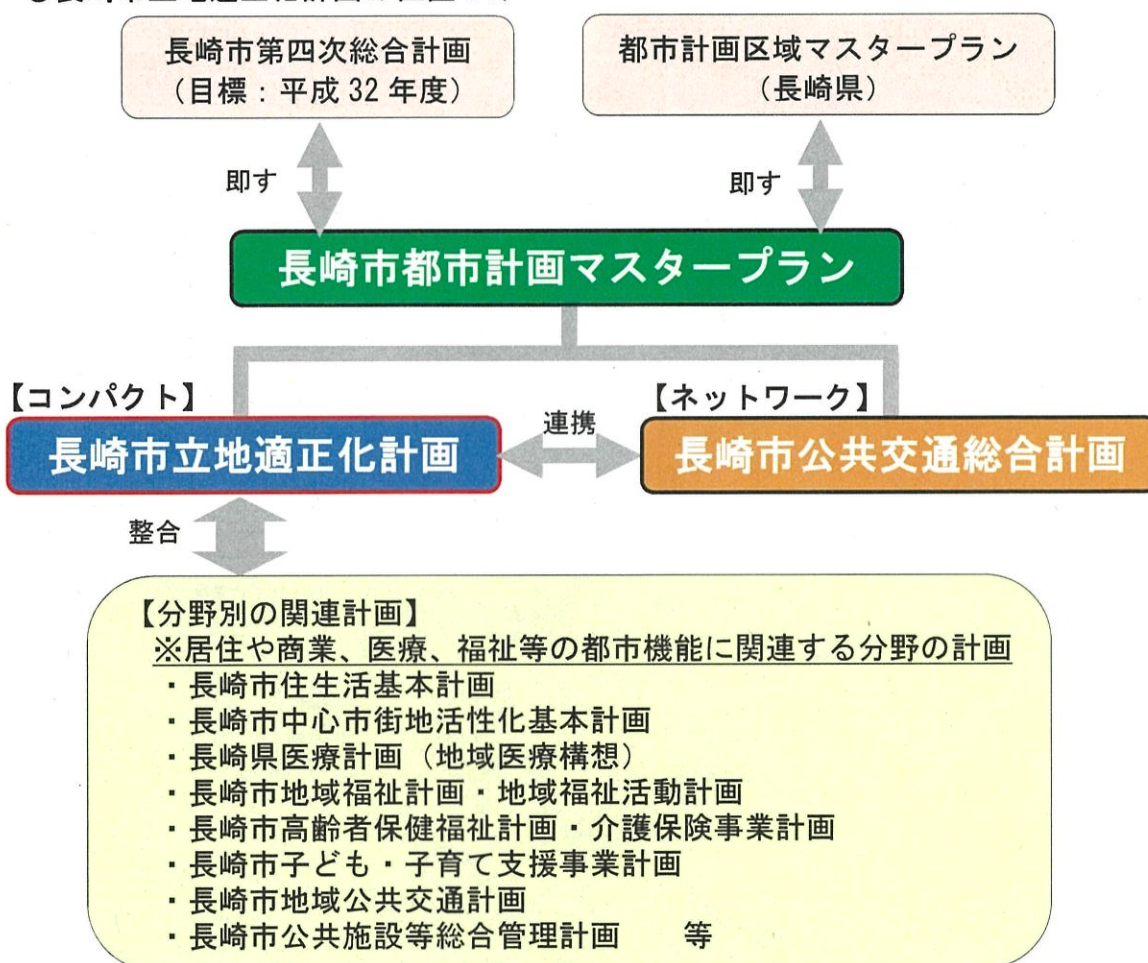 長崎市第四次総合計画
（目標：平成 32 年度）
都市計画区域マスタープラン
（長崎県）
即す
即す
長崎市都市計画マスタープラン
【コンパクト】
【ネットワーク】
長崎市立地適正化計画
連携
長崎市公共交通総合計画
整合
【分野別の関連計画】
※居住や商業、医療、福祉等の都市機能に関連する分野の計画
・長崎市住生活基本計画
・長崎市中心市街地活性化基本計画
・長崎県医療計画（地域医療構想）
・長崎市地域福祉計画・地域福祉活動計画
・長崎市高齢者保健福祉計画・介護保険事業計画
・長崎市子ども・子育て支援事業計画
・長崎市地域公共交通計画
・長崎市公共施設等総合管理計画　　等